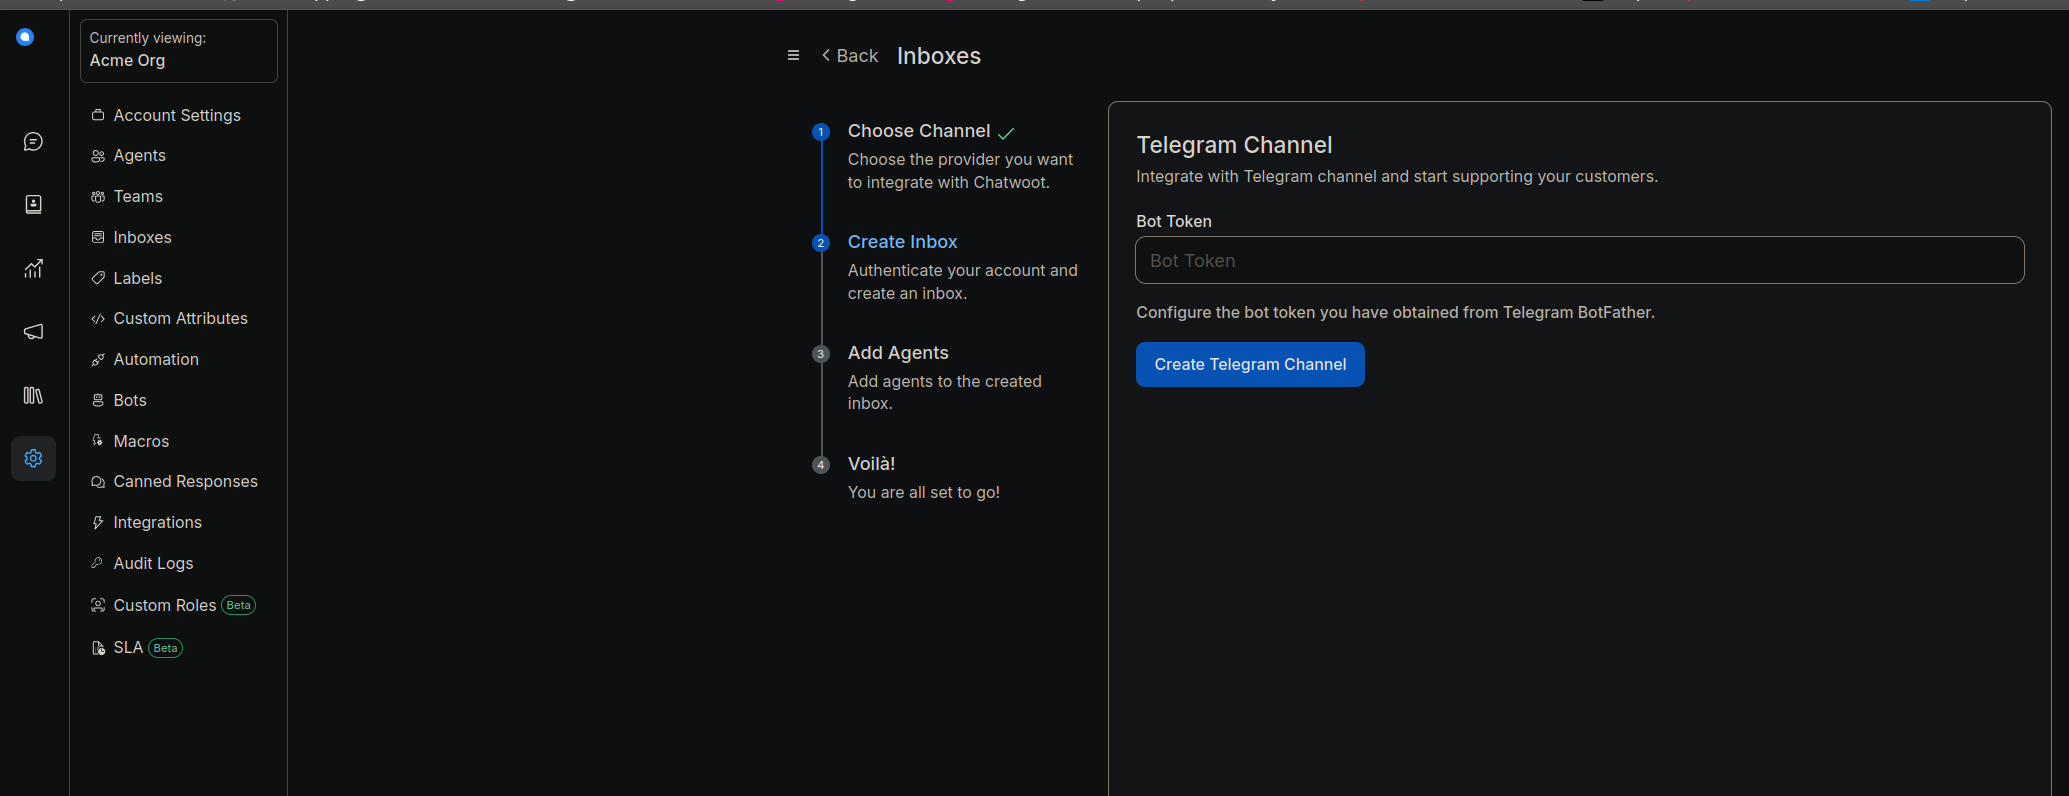 Currently viewing:
Acme Org
Account Settings
Agents
Teams
Inboxes
Labels
Custom Attributes
Automation
Bots
Macros
Canned Responses
Integrations
Audit Logs
Custom Roles Beta
SLA Beta
Back Inboxes
1 Choose Channel
Choose the provider you want
to integrate with Chatwoot.
2 Create Inbox
Authenticate your account and
create an inbox.
3 Add Agents
Add agents to the created
inbox.
4 Voilà!
You are all set to go!
Telegram Channel
Integrate with Telegram channel and start supporting your customers.
Bot Token
Bot Token
Configure the bot token you have obtained from Telegram BotFather.
Create Telegram Channel